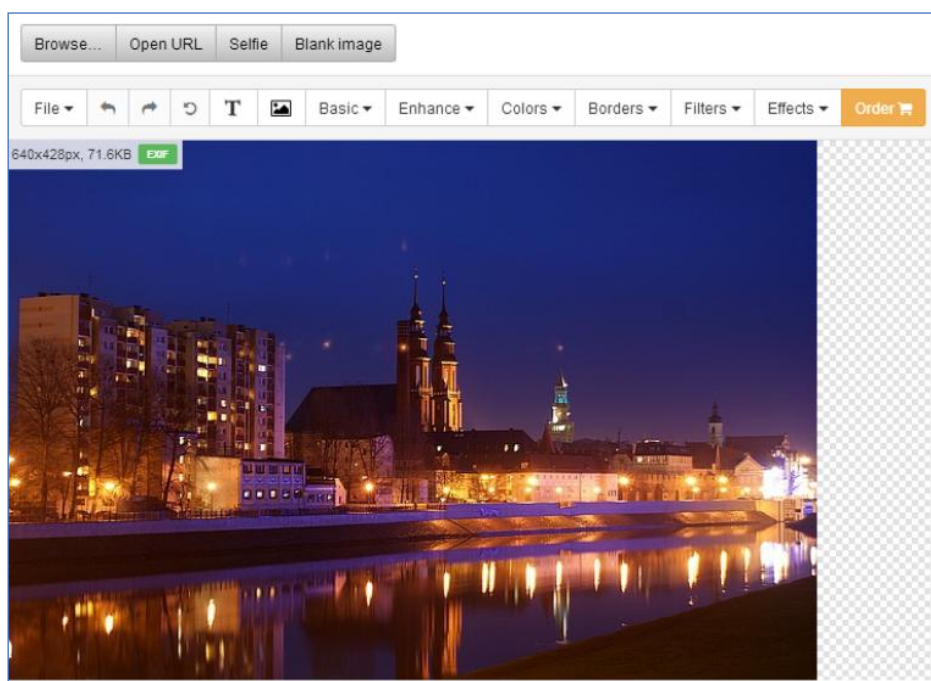 Browse... Open URL Selfie Blank image
File T Basic Enhance Colors Borders Filters Effects Order
640x428px, 71.6KB EXIF